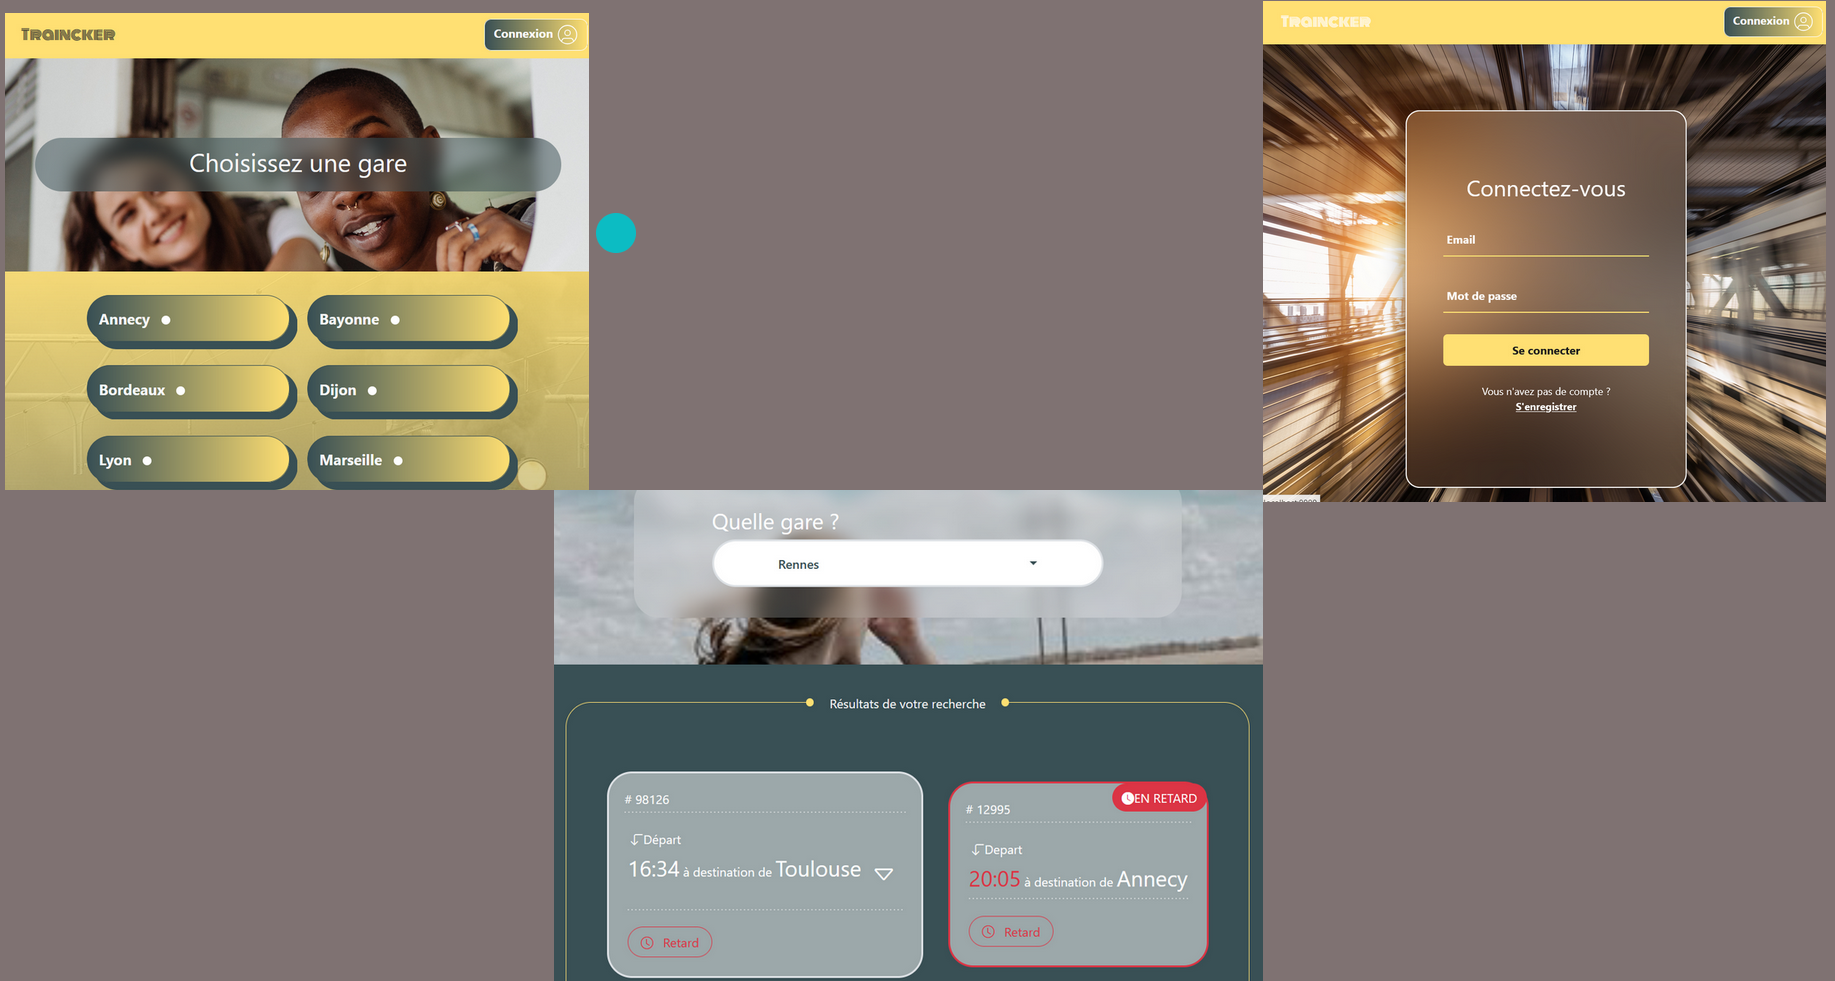 TRAINCKER
Connexion
Choisissez une gare
Annecy
Bayonne
Bordeaux
Dijon
Lyon
Marseille
TRAINCKER
Connexion
Connectez-vous
Email
Mot de passe
Se connecter
Vous n'avez pas de compte ?
S'enregistrer
Quelle gare ?
Rennes
Résultats de votre recherche
# 98126
Départ
16:34 à destination de Toulouse
Retard
EN RETARD
# 12995
Depart
20:05 à destination de Annecy
Retard